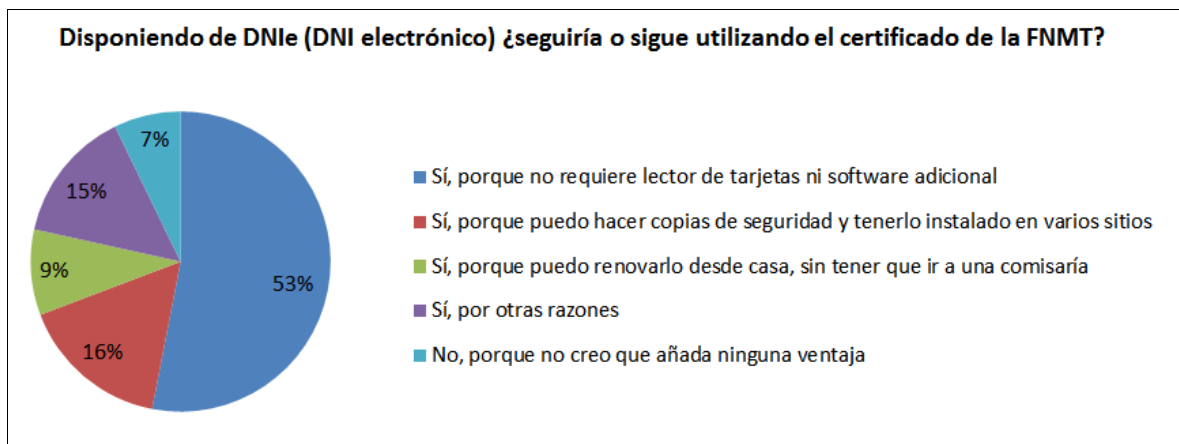 Disponiendo de DNIe (DNI electrónico) ¿seguiría o sigue utilizando el certificado de la FNMT?
7%
15%
9%
16%
53%
Sí, porque no requiere lector de tarjetas ni software adicional
Sí, porque puedo hacer copias de seguridad y tenerlo instalado en varios sitios
Sí, porque puedo renovarlo desde casa, sin tener que ir a una comisaría
Sí, por otras razones
No, porque no creo que añada ninguna ventaja